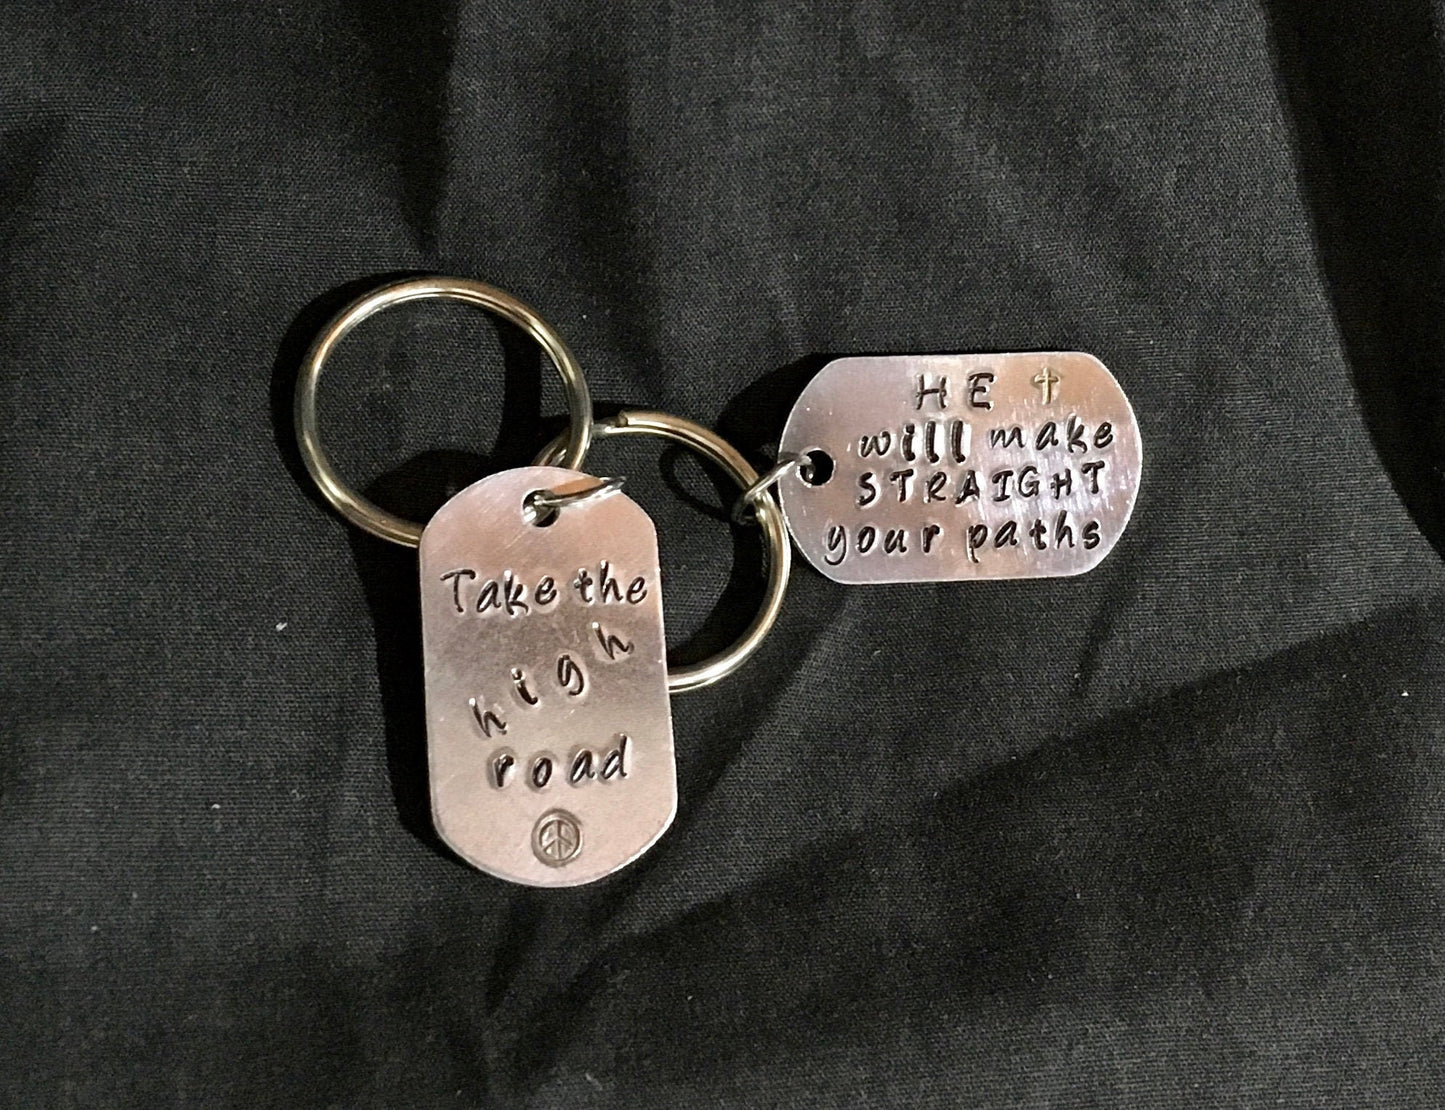 Take the
high
road
HE
will make
STRAIGHT
your paths